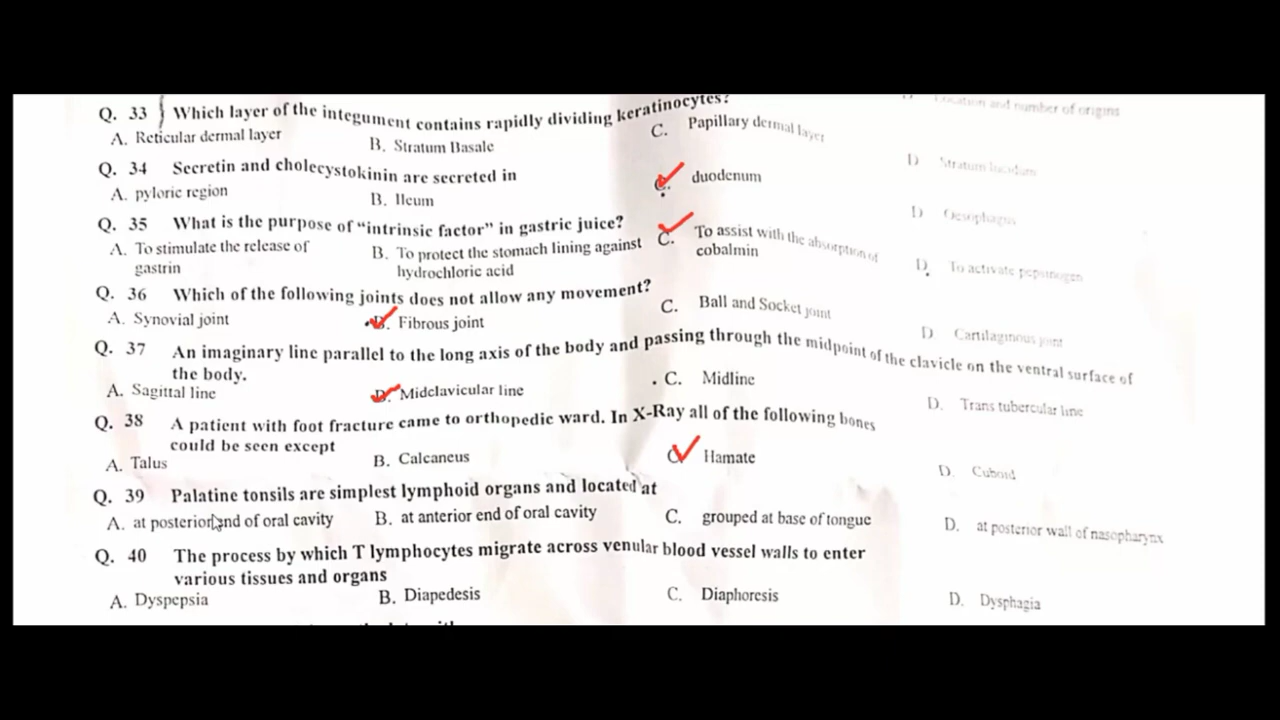 Location and number of origins
Q. 33 Which layer of the integument contains rapidly dividing keratinocytes?
A. Reticular dermal layer B. Stratum Basale C. Papillary dermal layer D Stratum lucidum
Q. 34 Secretin and cholecystokinin are secreted in
A. pyloric region B. Ileum C. duodenum D Oesophagus
Q. 35 What is the purpose of “intrinsic factor” in gastric juice?
A. To stimulate the release of B. To protect the stomach lining against C. To assist with the absorption of D. To activate pepsinogen
gastrin hydrochloric acid cobalmin
Q. 36 Which of the following joints does not allow any movement?
A. Synovial joint B. Fibrous joint C. Ball and Socket joint D Cartilaginous joint
Q. 37 An imaginary line parallel to the long axis of the body and passing through the midpoint of the clavicle on the ventral surface of
the body.
A. Sagittal line B. Midclavicular line C. Midline D. Trans tubercular line
Q. 38 A patient with foot fracture came to orthopedic ward. In X-Ray all of the following bones
could be seen except
A. Talus B. Calcaneus C Hamate D. Cuboid
Q. 39 Palatine tonsils are simplest lymphoid organs and located at
A. at posterior end of oral cavity B. at anterior end of oral cavity C. grouped at base of tongue D. at posterior wall of nasopharynx
Q. 40 The process by which T lymphocytes migrate across venular blood vessel walls to enter
various tissues and organs
A. Dyspepsia B. Diapedesis C. Diaphoresis D. Dysphagia